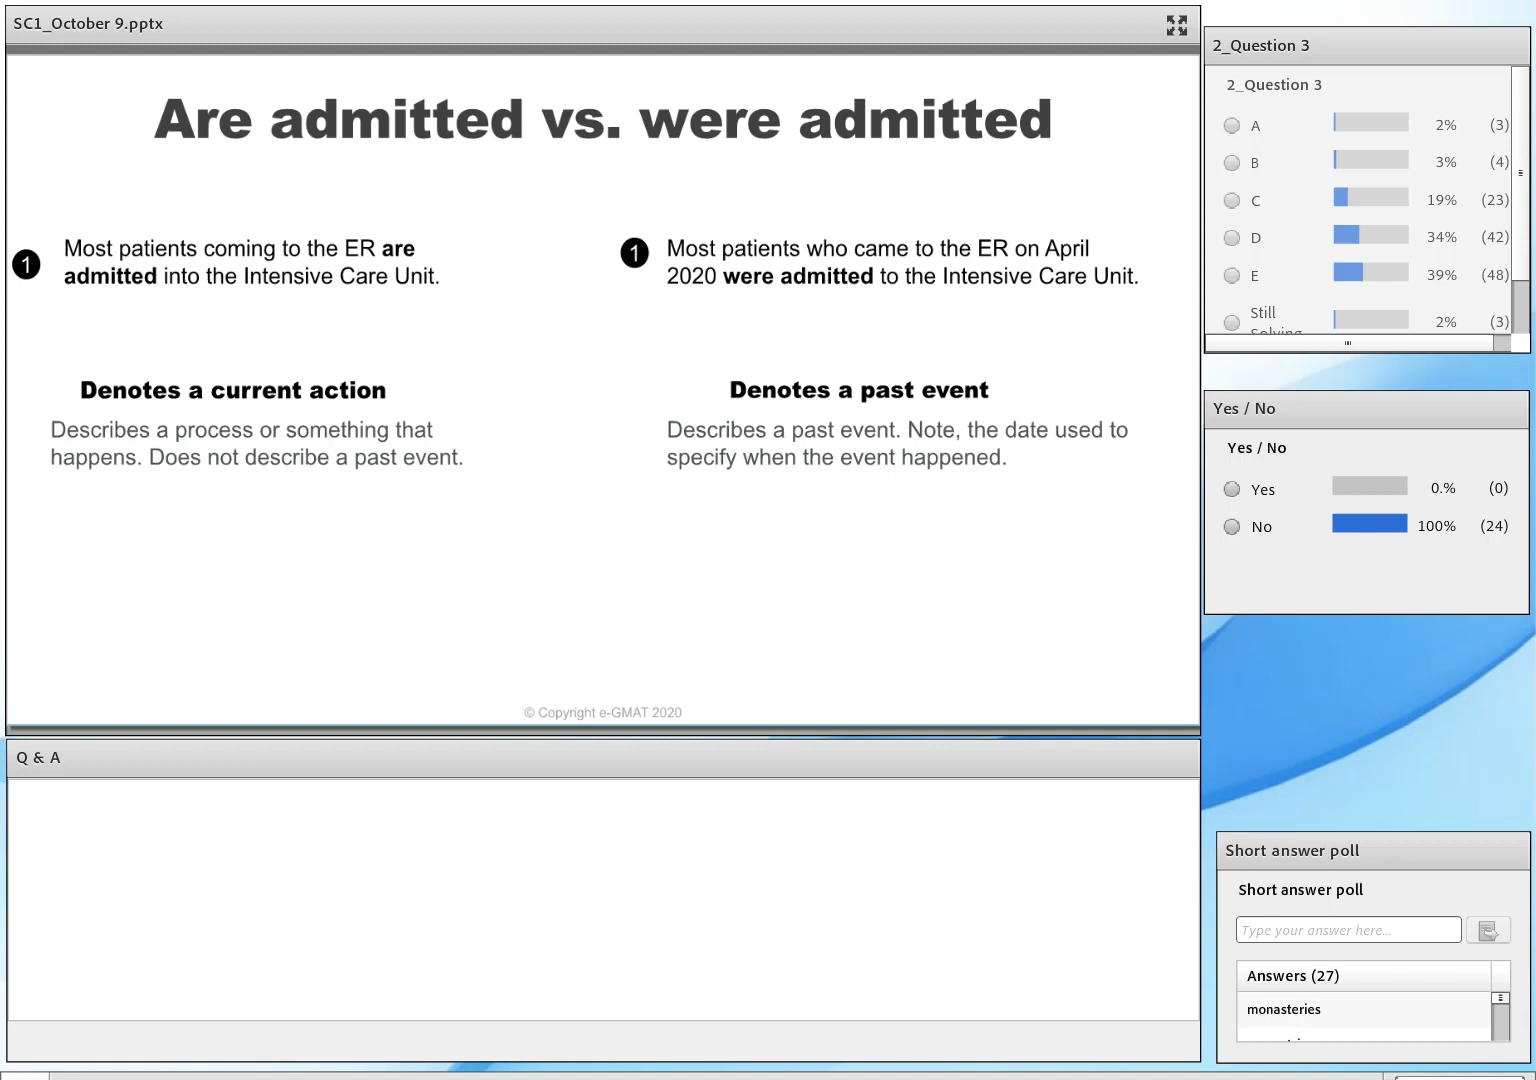 SC1_October 9.pptx
Are admitted vs. were admitted
1
Most patients coming to the ER are
admitted into the Intensive Care Unit.
1
Most patients who came to the ER on April
2020 were admitted to the Intensive Care Unit.
Denotes a current action
Describes a process or something that
happens. Does not describe a past event.
Denotes a past event
Describes a past event. Note, the date used to
specify when the event happened.
© Copyright e-GMAT 2020
Q & A
2_Question 3
2_Question 3
A 2% (3)
B 3% (4)
C 19% (23)
D 34% (42)
E 39% (48)
Still
Solving 2% (3)
Yes / No
Yes / No
Yes 0.% (0)
No 100% (24)
Short answer poll
Short answer poll
Type your answer here...
Answers (27)
monasteries